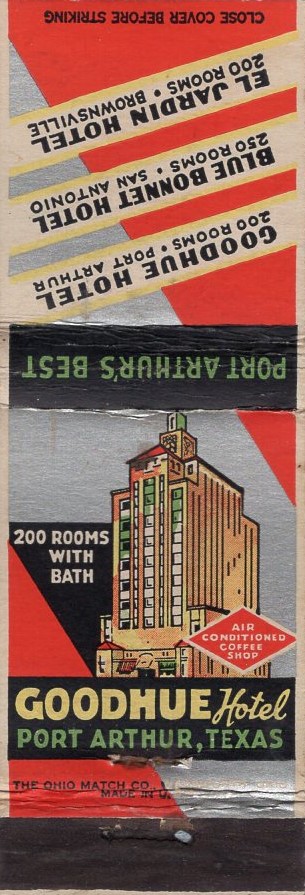 CLOSE COVER BEFORE STRIKING
GOODHUE HOTEL
200 ROOMS • PORT ARTHUR
BLUE BONNET HOTEL
250 ROOMS • SAN ANTONIO
EL JARDIN HOTEL
200 ROOMS • BROWNSVILLE
PORT ARTHUR'S BEST
200 ROOMS
WITH
BATH
AIR
CONDITIONED
COFFEE
SHOP
GOODHUE Hotel
PORT ARTHUR, TEXAS
THE OHIO MATCH CO.,
MADE IN U.